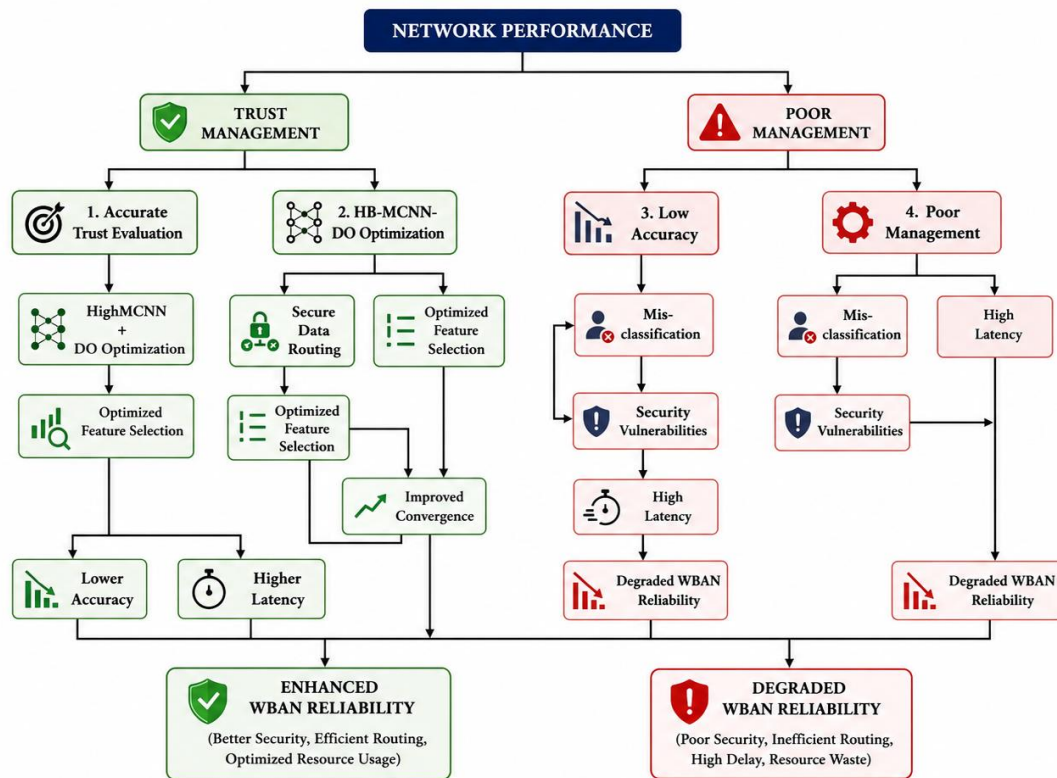 NETWORK PERFORMANCE
TRUST
MANAGEMENT
POOR
MANAGEMENT
1. Accurate
Trust Evaluation
2. HB-MCNN-
DO Optimization
3. Low
Accuracy
4. Poor
Management
HighMCNN
+
DO Optimization
Secure
Data
Routing
Optimized
Feature
Selection
Mis-
classification
Mis-
classification
High
Latency
Optimized
Feature Selection
Optimized
Feature
Selection
Security
Vulnerabilities
Security
Vulnerabilities
Improved
Convergence
High
Latency
Lower
Accuracy
Higher
Latency
Degraded WBAN
Reliability
Degraded WBAN
Reliability
ENHANCED
WBAN RELIABILITY
(Better Security, Efficient Routing,
Optimized Resource Usage)
DEGRADED
WBAN RELIABILITY
(Poor Security, Inefficient Routing,
High Delay, Resource Waste)